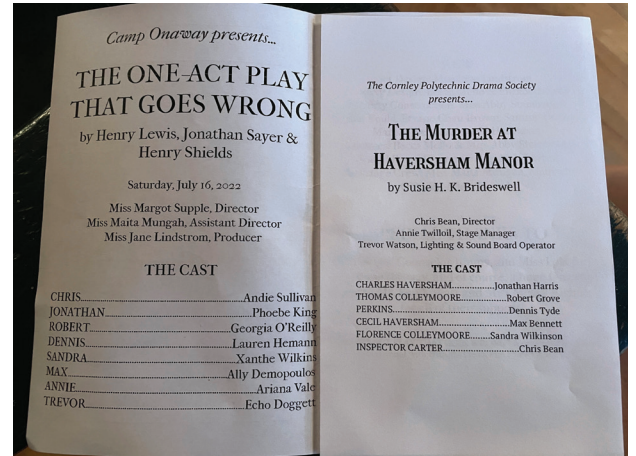 Camp Onaway presents...
THE ONE-ACT PLAY
THAT GOES WRONG
by Henry Lewis, Jonathan Sayer &
Henry Shields
Saturday, July 16, 2022
Miss Margot Supple, Director
Miss Maita Mungah, Assistant Director
Miss Jane Lindstrom, Producer
THE CAST
CHRIS..........Andie Sullivan
JONATHAN..........Phoebe King
ROBERT..........Georgia O'Reilly
DENNIS..........Lauren Hemann
SANDRA..........Xanthe Wilkins
MAX..........Ally Demopoulos
ANNIE..........Ariana Vale
TREVOR..........Echo Doggett
The Cornley Polytechnic Drama Society
presents...
THE MURDER AT
HAVERSHAM MANOR
by Susie H. K. Brideswell
Chris Bean, Director
Annie Twilloil, Stage Manager
Trevor Watson, Lighting & Sound Board Operator
THE CAST
CHARLES HAVERSHAM..........Jonathan Harris
THOMAS COLLEYMOORE..........Robert Grove
PERKINS..........Dennis Tyde
CECIL HAVERSHAM..........Max Bennett
FLORENCE COLLEYMOORE..........Sandra Wilkinson
INSPECTOR CARTER..........Chris Bean